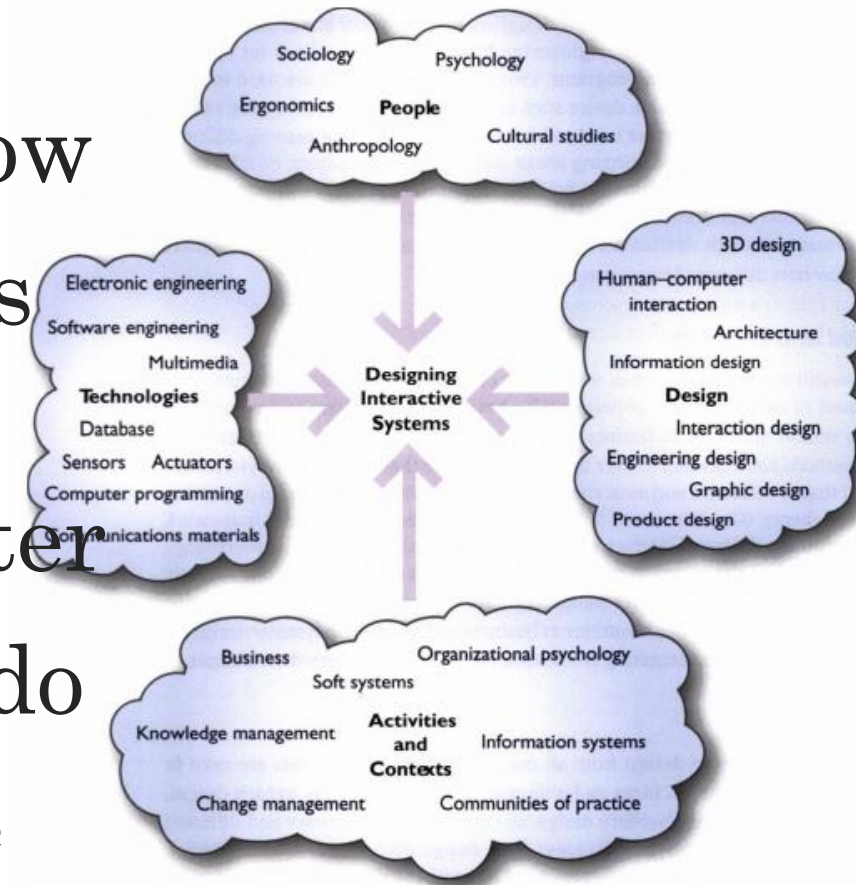 Sociology
Psychology
Ergonomics
People
Anthropology
Cultural studies
ow
s
ter
do
Electronic engineering
Software engineering
Multimedia
Technologies
Database
Sensors Actuators
Computer programming
Communications materials
Designing
Interactive
Systems
3D design
Human–computer
interaction
Architecture
Information design
Design
Interaction design
Engineering design
Graphic design
Product design
Business
Organizational psychology
Soft systems
Knowledge management
Activities
and
Contexts
Information systems
Change management
Communities of practice